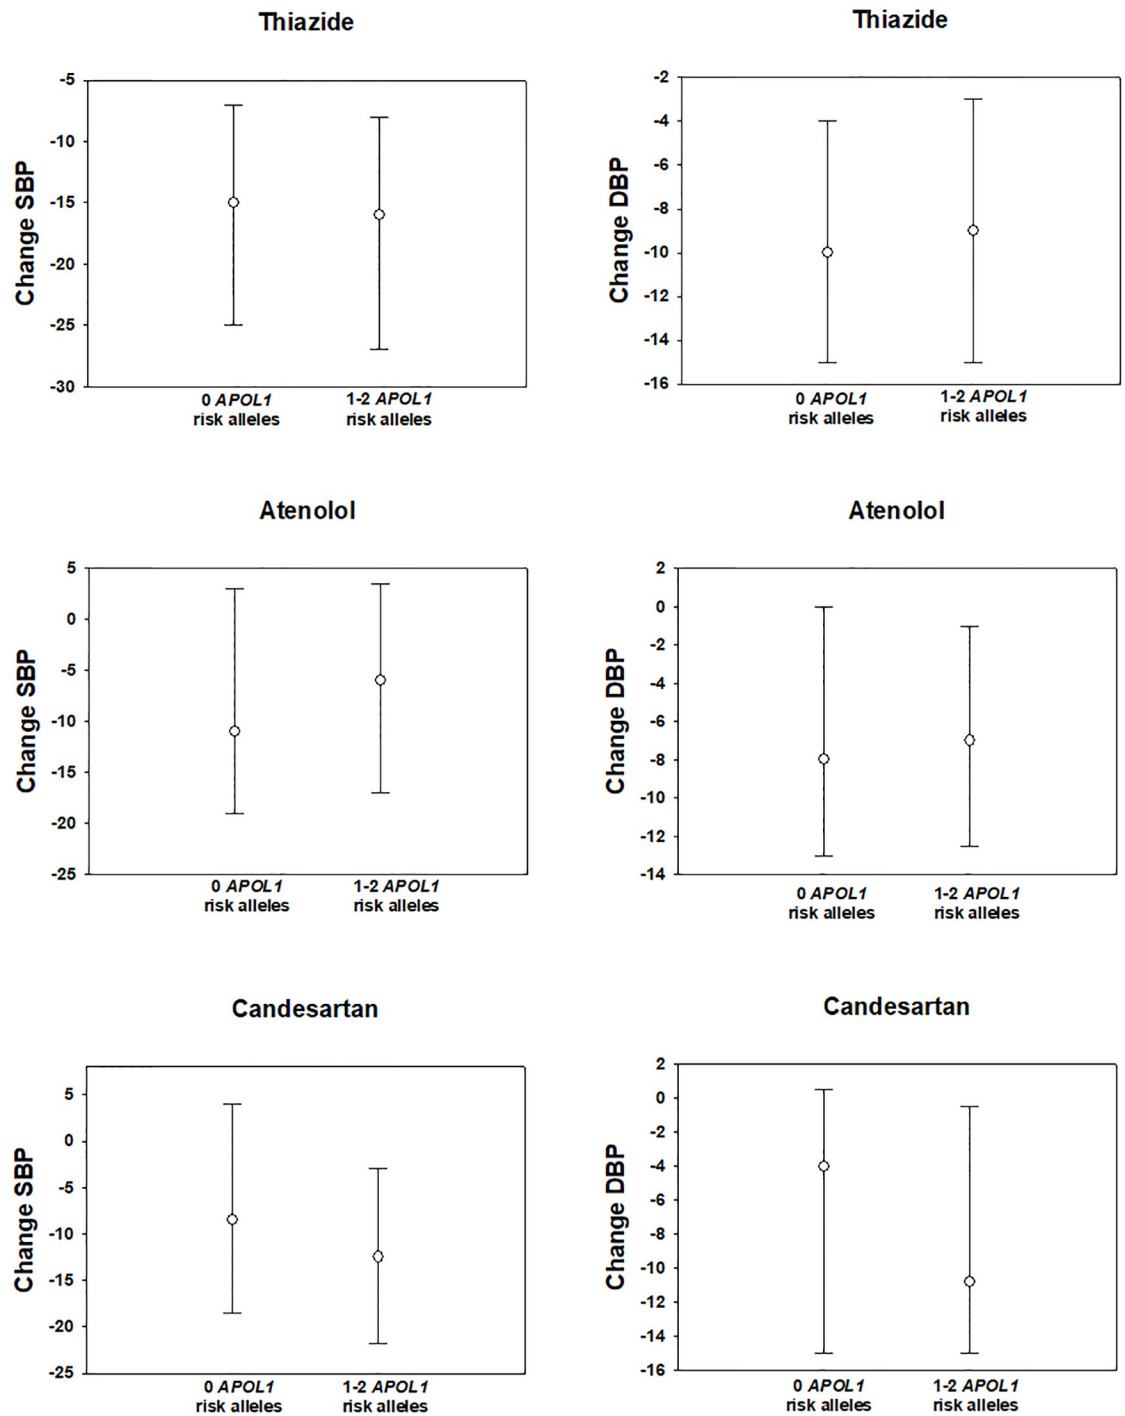 Thiazide
Change SBP
-5
-10
-15
-20
-25
-30
0 APOL1
risk alleles
1-2 APOL1
risk alleles
Thiazide
Change DBP
-2
-4
-6
-8
-10
-12
-14
-16
0 APOL1
risk alleles
1-2 APOL1
risk alleles
Atenolol
Change SBP
5
0
-5
-10
-15
-20
-25
0 APOL1
risk alleles
1-2 APOL1
risk alleles
Atenolol
Change DBP
2
0
-2
-4
-6
-8
-10
-12
-14
0 APOL1
risk alleles
1-2 APOL1
risk alleles
Candesartan
Change SBP
5
0
-5
-10
-15
-20
-25
0 APOL1
risk alleles
1-2 APOL1
risk alleles
Candesartan
Change DBP
2
0
-2
-4
-6
-8
-10
-12
-14
-16
0 APOL1
risk alleles
1-2 APOL1
risk alleles